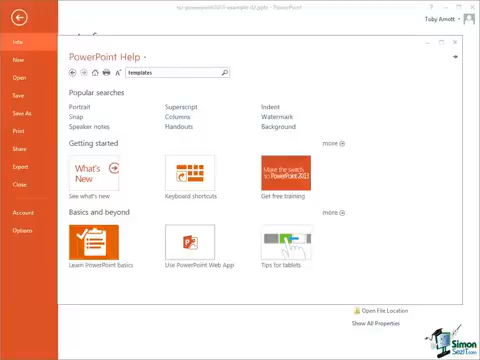 Toby Arnott
Info
New
Open
Save
Save As
Print
Share
Export
Close
Account
Options
PowerPoint Help
templates
Popular searches
Portrait Superscript Indent
Snap Columns Watermark
Speaker notes Handouts Background
Getting started more
What's New
Make the switch to PowerPoint 2013
See what's new Keyboard shortcuts Get free training
Basics and beyond more
Learn PowerPoint basics Use PowerPoint Web App Tips for tablets
Open File Location
Show All Properties
Simon
SezIT.com